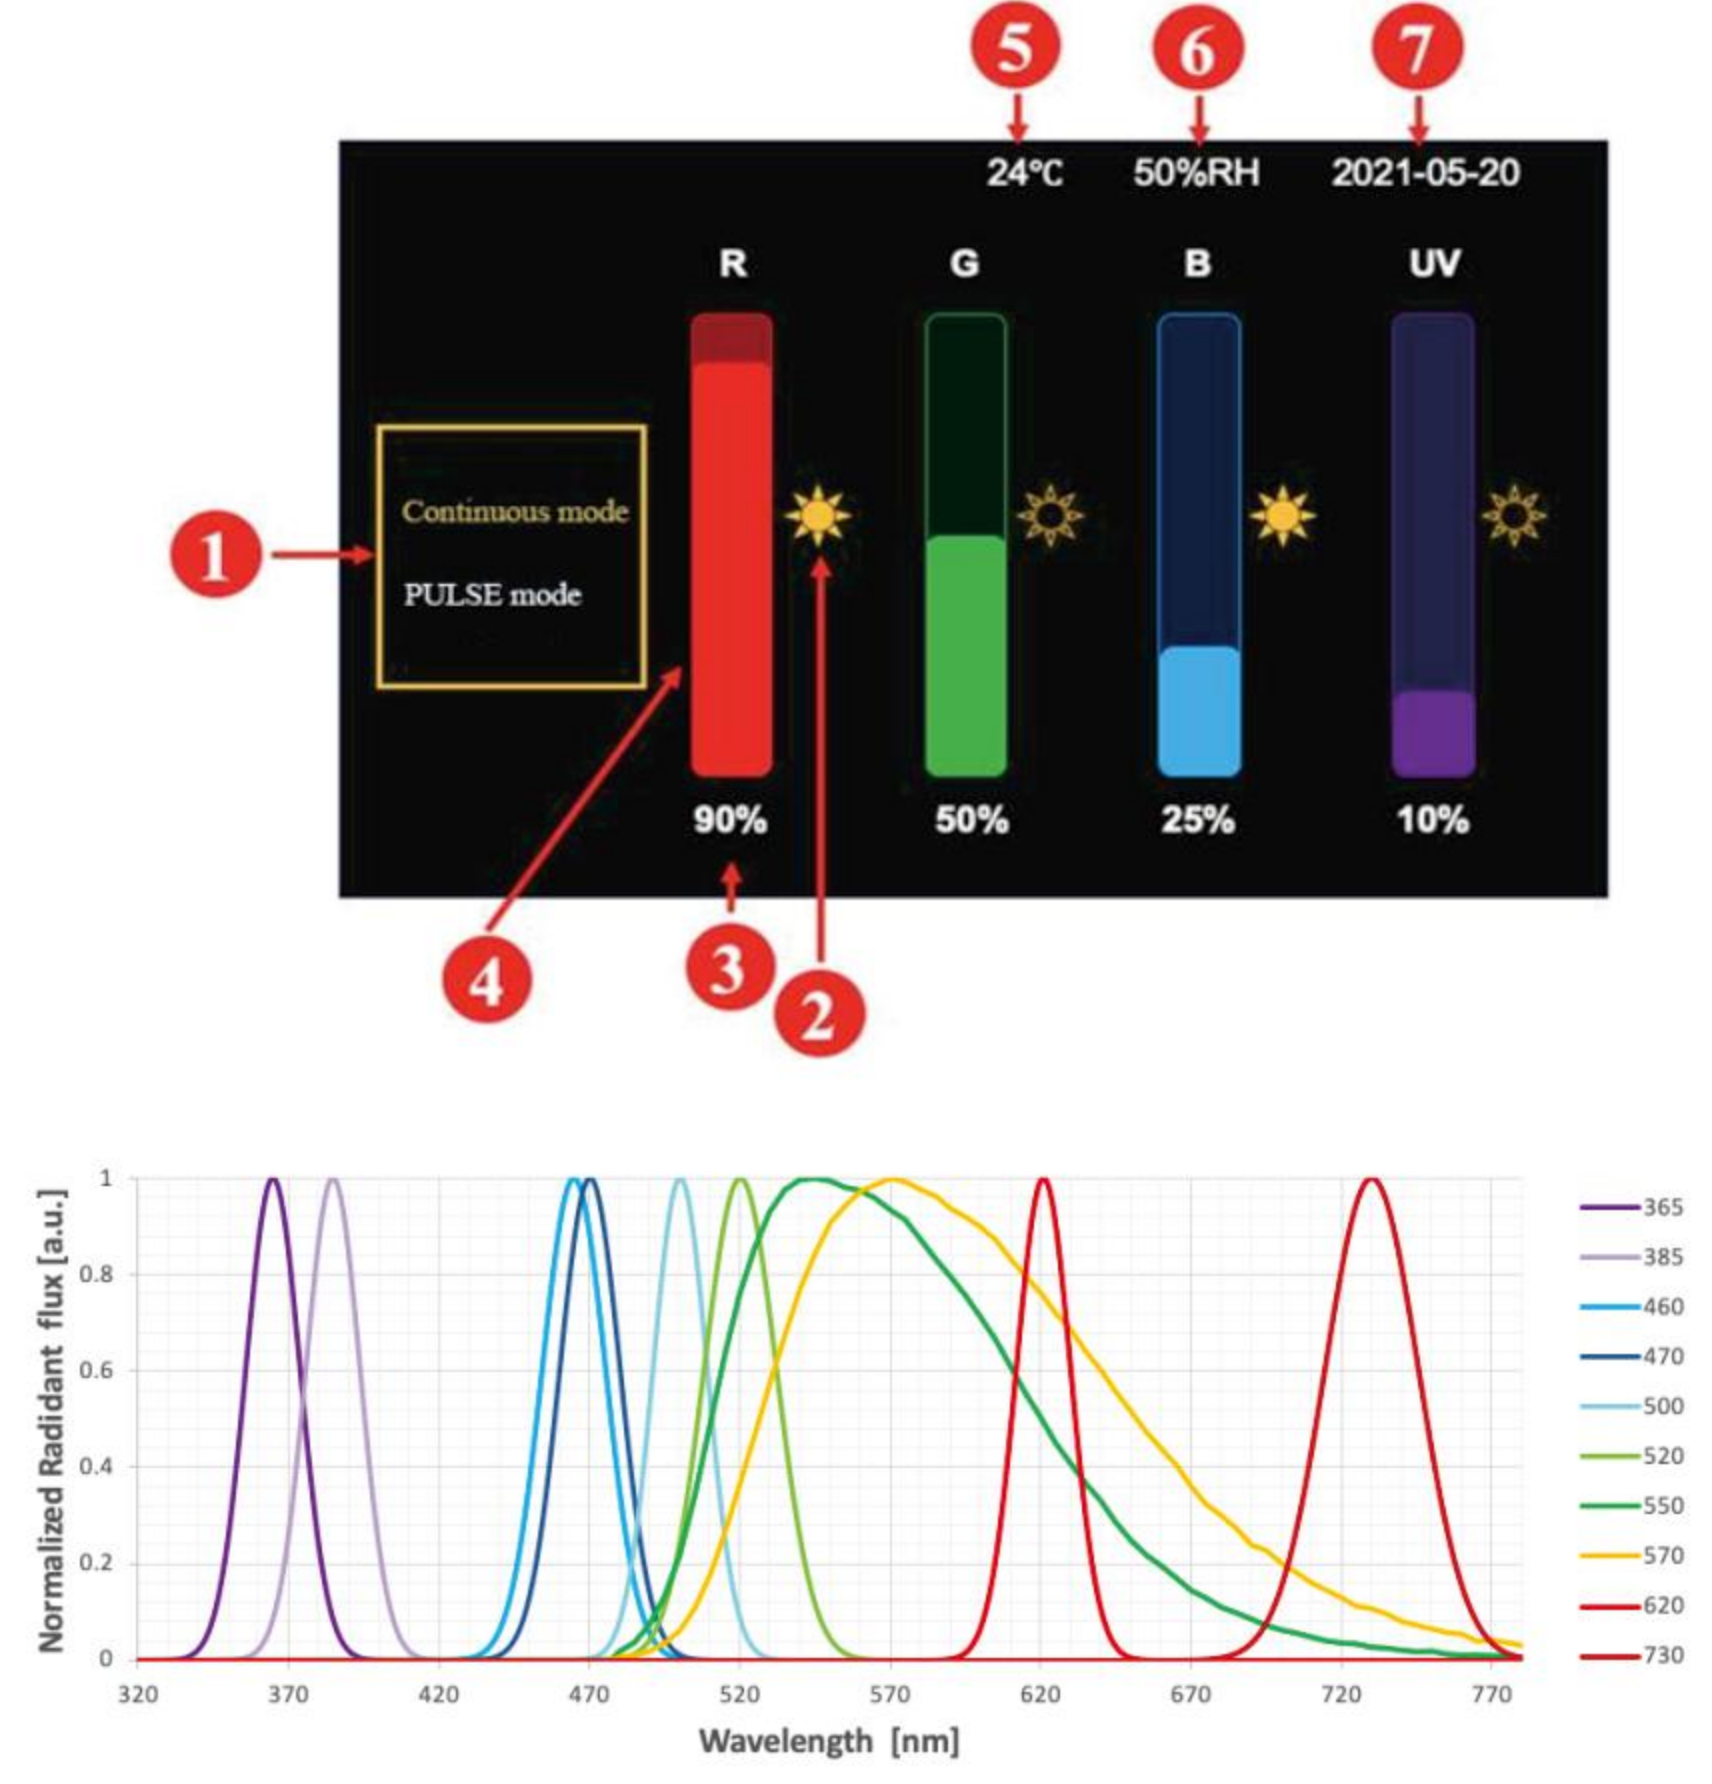 5 6 7
24°C 50%RH 2021-05-20
R G B UV
Continuous mode
1
PULSE mode
90% 50% 25% 10%
4 3 2
Normalized Radidant flux [a.u.]
1
0.8
0.6
0.4
0.2
0
320 370 420 470 520 570 620 670 720 770
Wavelength [nm]
365
385
460
470
500
520
550
570
620
730